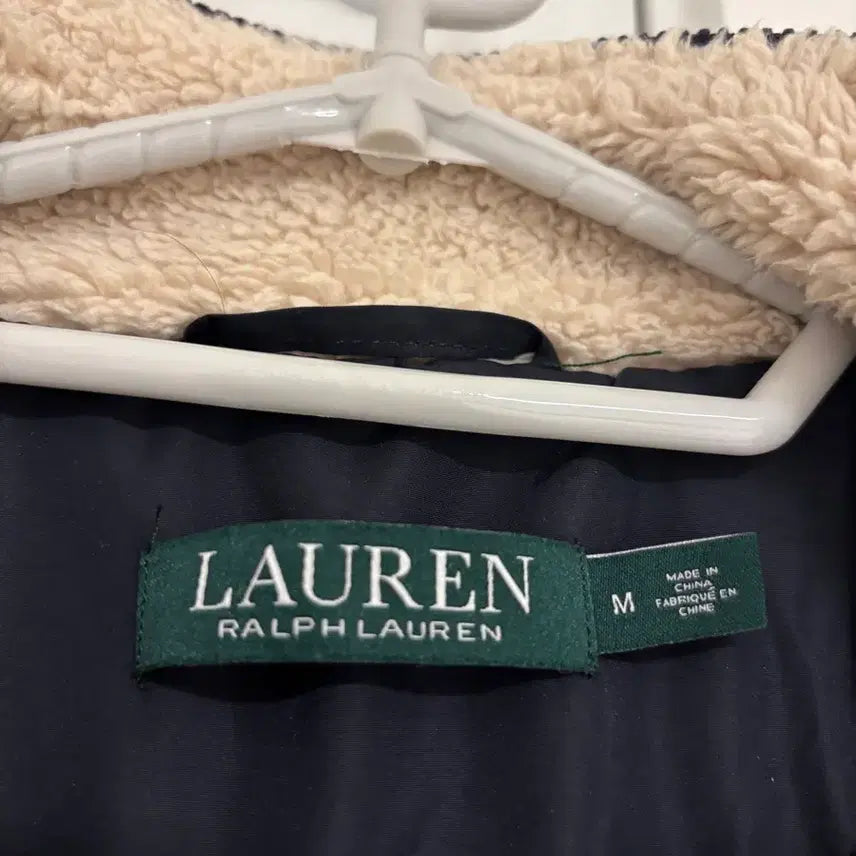 LAUREN
RALPH LAUREN
M
MADE IN
CHINA
FABRIQUÉ EN
CHINE